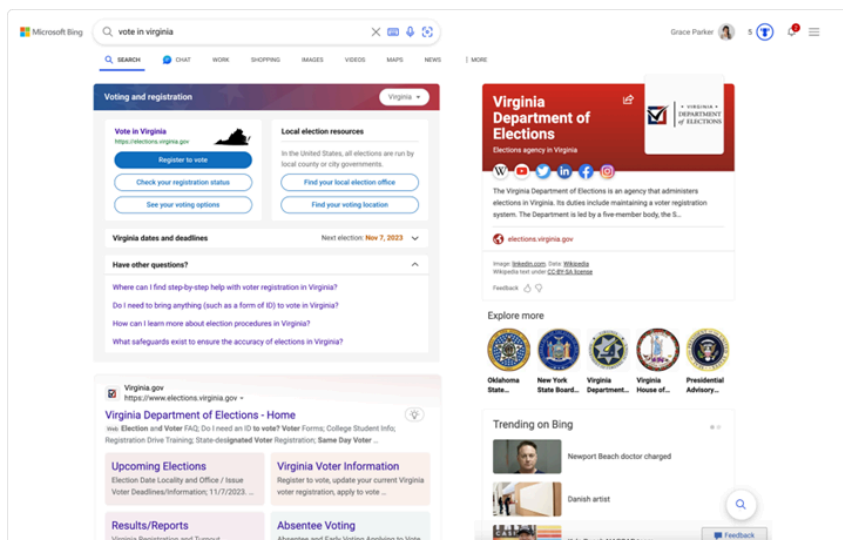 Microsoft Bing
vote in virginia
Grace Parker
5
2
SEARCH
CHAT
WORK
SHOPPING
IMAGES
VIDEOS
MAPS
NEWS
MORE
Voting and registration
Virginia
Vote in Virginia
https://elections.virginia.gov
Register to vote
Check your registration status
See your voting options
Local election resources
In the United States, all elections are run by
local county or city governments.
Find your local election office
Find your voting location
Virginia dates and deadlines
Next election: Nov 7, 2023
Have other questions?
Where can I find step-by-step help with voter registration in Virginia?
Do I need to bring anything (such as a form of ID) to vote in Virginia?
How can I learn more about election procedures in Virginia?
What safeguards exist to ensure the accuracy of elections in Virginia?
Virginia.gov
https://www.elections.virginia.gov
Virginia Department of Elections - Home
Web Election and Voter FAQ; Do I need an ID to vote? Voter Forms; College Student Info;
Registration Drive Training; State-designated Voter Registration; Same Day Voter ...
Upcoming Elections
Election Date Locality and Office / Issue
Voter Deadlines/Information; 11/7/2023. ...
Virginia Voter Information
Register to vote, update your current Virginia
voter registration, apply to vote ...
Results/Reports
Virginia Registration and Turnout
Absentee Voting
Absentee and Early Voting Applying to Vote
Virginia
Department of
Elections
Elections agency in Virginia
VIRGINIA
DEPARTMENT
of ELECTIONS
W
The Virginia Department of Elections is an agency that administers
elections in Virginia. Its duties include maintaining a voter registration
system. The Department is led by a five-member body, the S...
elections.virginia.gov
Image: linkedin.com, Data: Wikipedia
Wikipedia text under CC-BY-SA license
Feedback
Explore more
Oklahoma
State...
New York
State Board...
Virginia
Department...
Virginia
House of...
Presidential
Advisory...
Trending on Bing
Newport Beach doctor charged
Danish artist
Feedback